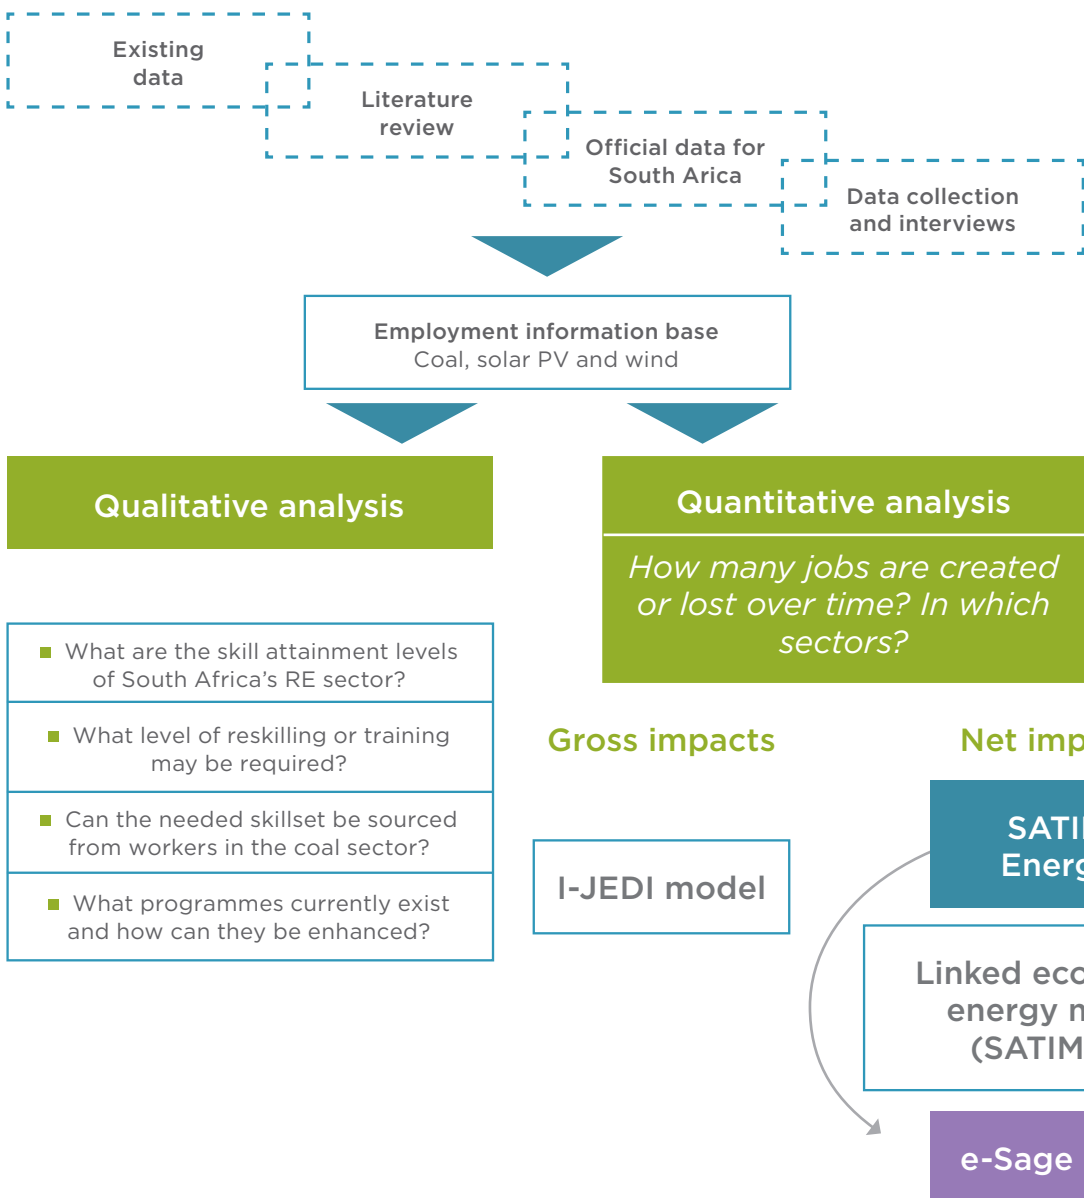 Existing
data
Literature
review
Official data for
South Arica
Data collection
and interviews
Employment information base
Coal, solar PV and wind
Qualitative analysis
What are the skill attainment levels
of South Africa's RE sector?
What level of reskilling or training
may be required?
Can the needed skillset be sourced
from workers in the coal sector?
What programmes currently exist
and how can they be enhanced?
Quantitative analysis
How many jobs are created
or lost over time? In which
sectors?
Gross impacts
I-JEDI model
Net
Linked
energy
e-Sage